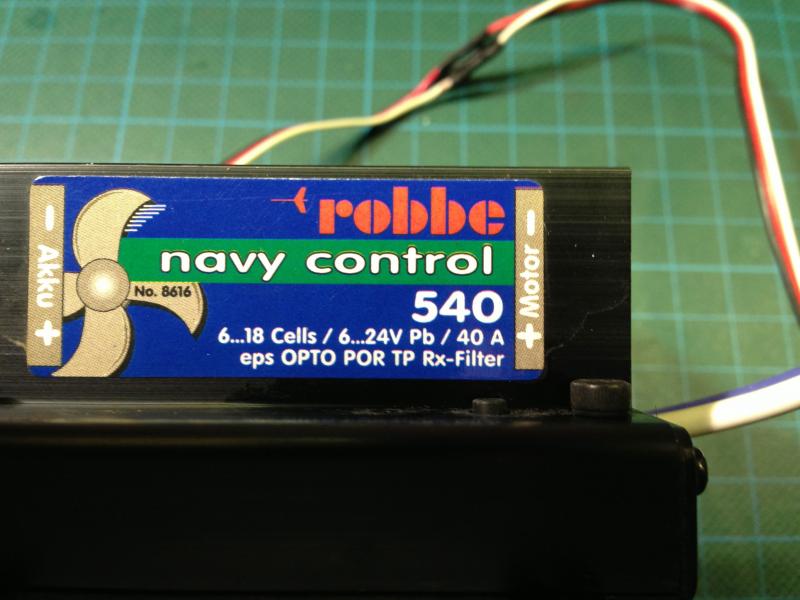 robbe
navy control
No. 8616
540
6...18 Cells / 6...24V Pb / 40 A
eps OPTO POR TP Rx-Filter
- Akku +
+ Motor -